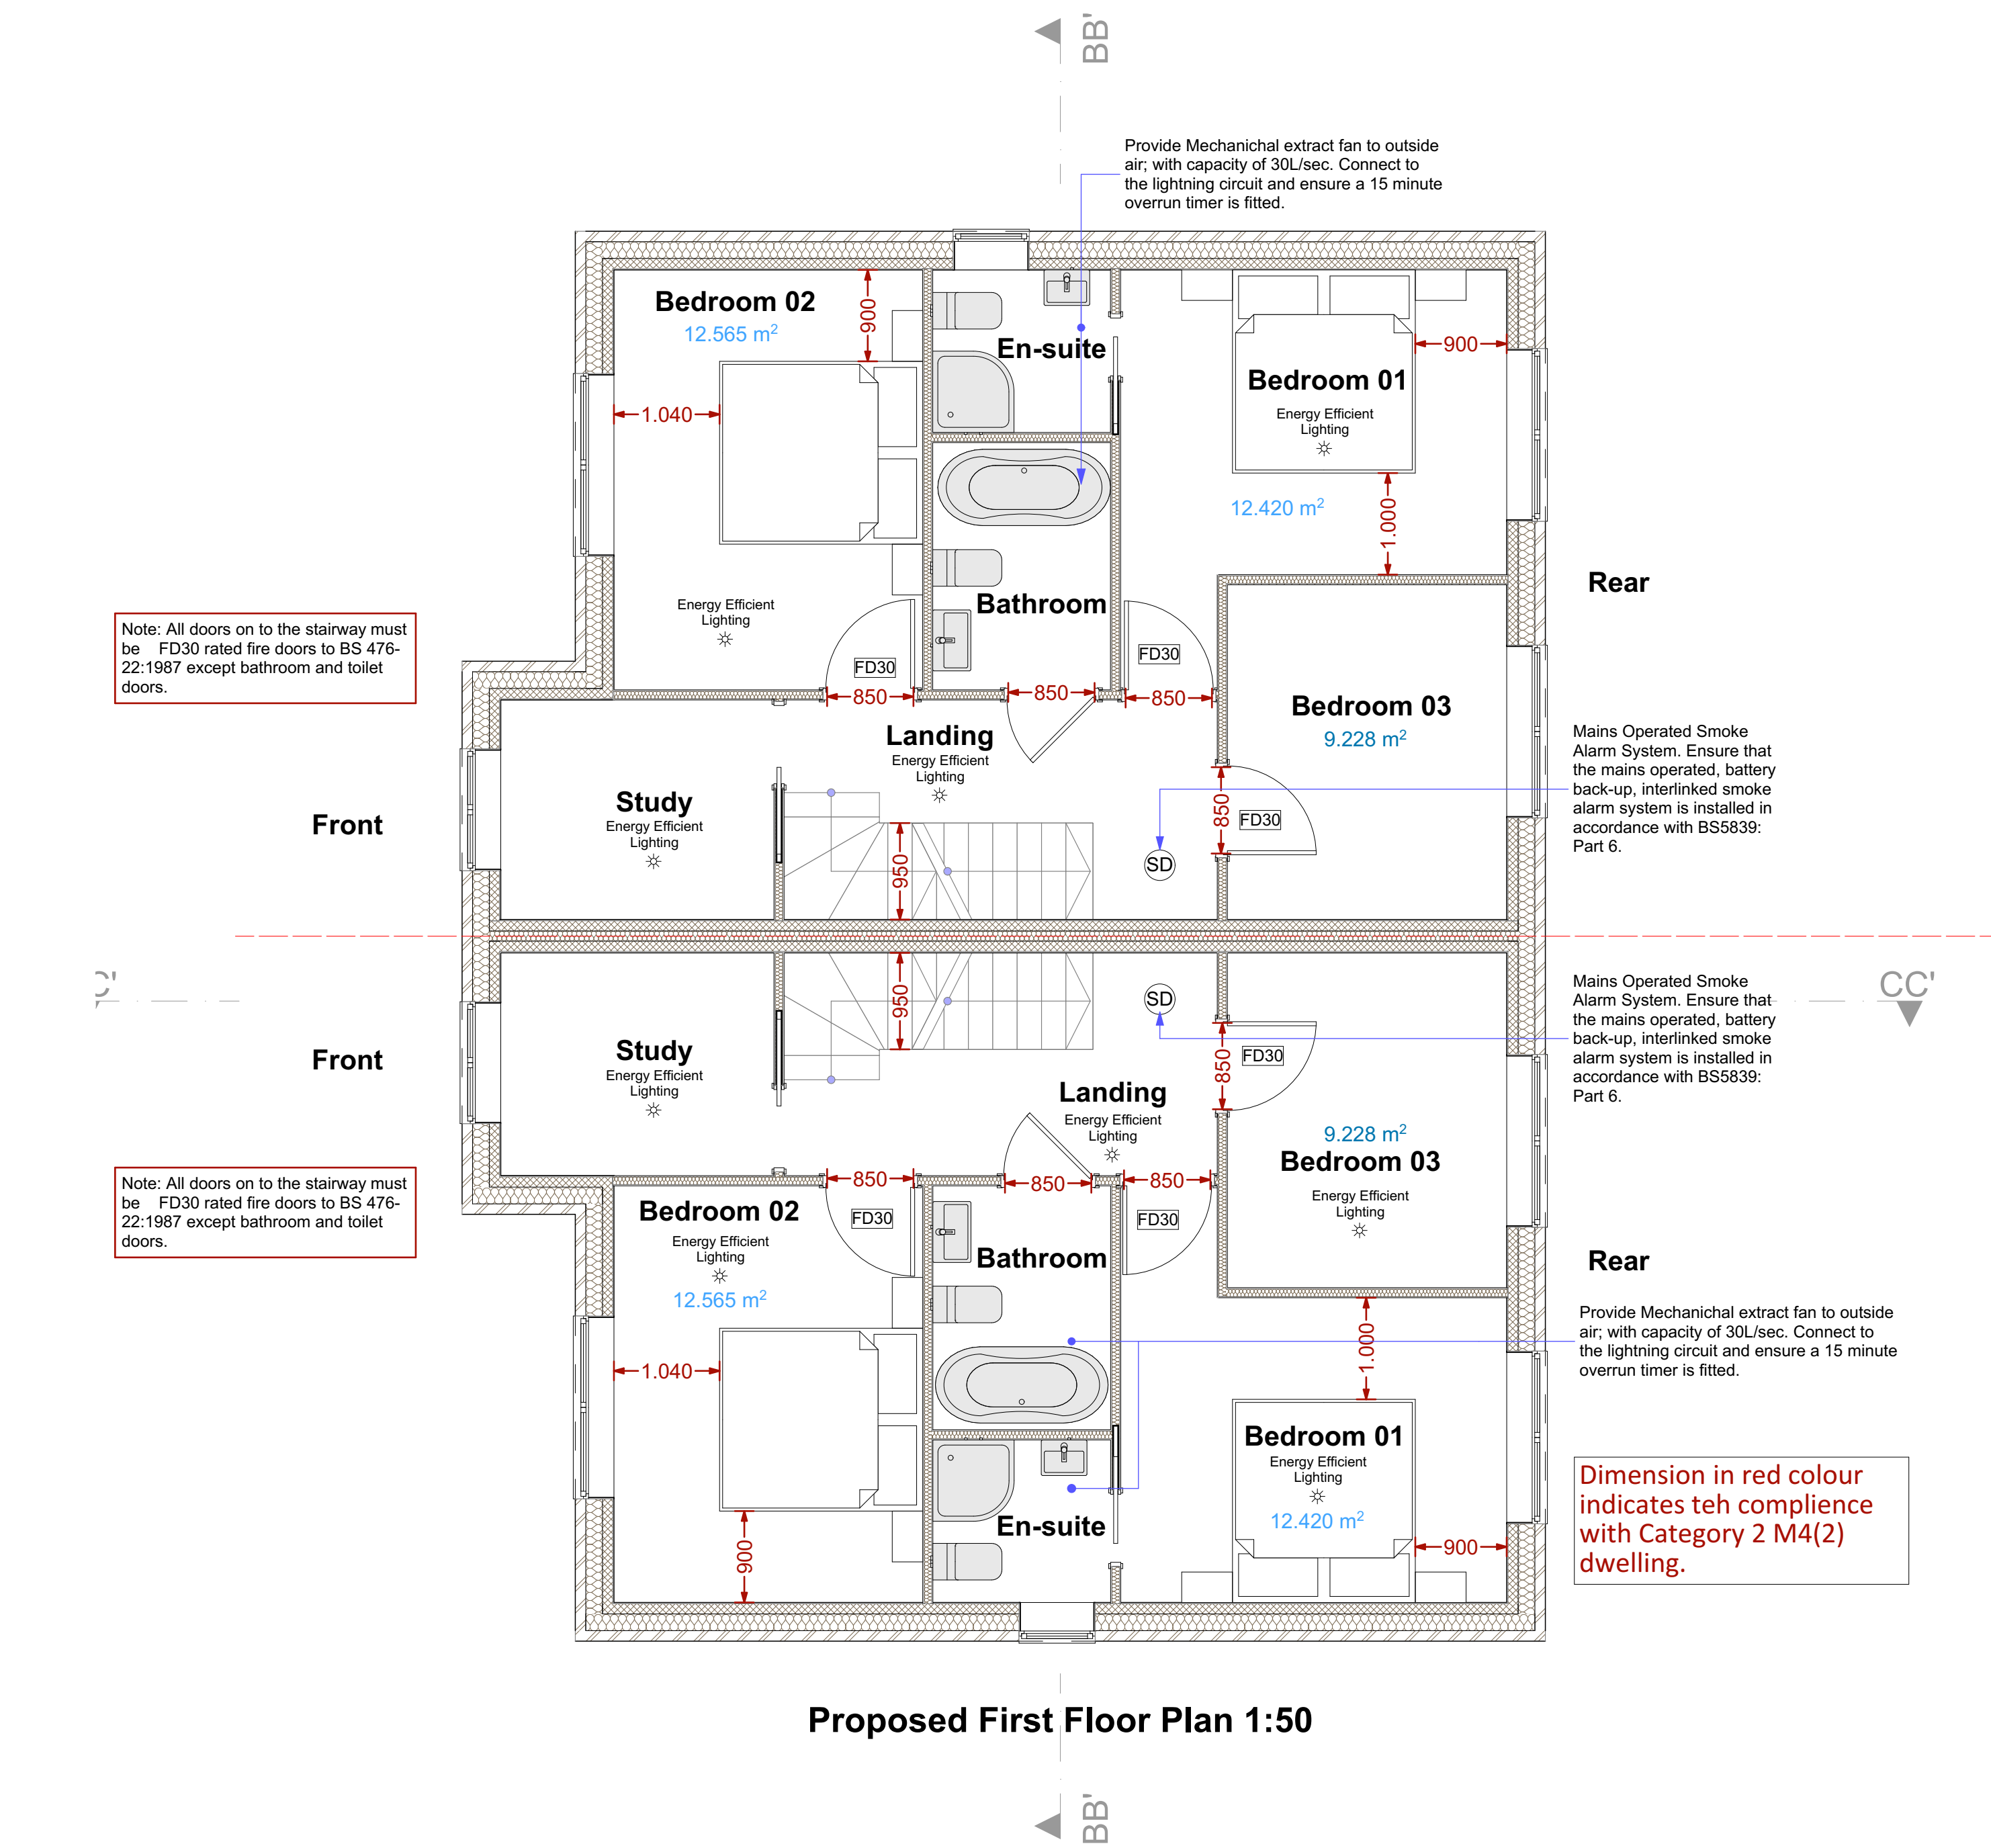 BB'
Provide Mechanichal extract fan to outside
air; with capacity of 30L/sec. Connect to
the lightning circuit and ensure a 15 minute
overrun timer is fitted.
Bedroom 02
12.565 m²
900
1.040
Energy Efficient
Lighting
FD30
850
En-suite
Bathroom
850
Bedroom 01
Energy Efficient
Lighting
900
12.420 m²
1.000
FD30
850
Rear
Note: All doors on to the stairway must
be FD30 rated fire doors to BS 476-
22:1987 except bathroom and toilet
doors.
Front
Study
Energy Efficient
Lighting
Landing
Energy Efficient
Lighting
950
SD
Bedroom 03
9.228 m²
850
FD30
Mains Operated Smoke
Alarm System. Ensure that
the mains operated, battery
back-up, interlinked smoke
alarm system is installed in
accordance with BS5839:
Part 6.
C'
CC'
Front
Study
Energy Efficient
Lighting
950
SD
Landing
Energy Efficient
Lighting
850
FD30
9.228 m²
Bedroom 03
Energy Efficient
Lighting
Mains Operated Smoke
Alarm System. Ensure that
the mains operated, battery
back-up, interlinked smoke
alarm system is installed in
accordance with BS5839:
Part 6.
Note: All doors on to the stairway must
be FD30 rated fire doors to BS 476-
22:1987 except bathroom and toilet
doors.
850
850
850
Bedroom 02
Energy Efficient
Lighting
12.565 m²
FD30
1.040
900
Bathroom
En-suite
FD30
1.000
Bedroom 01
Energy Efficient
Lighting
12.420 m²
900
Rear
Provide Mechanichal extract fan to outside
air; with capacity of 30L/sec. Connect to
the lightning circuit and ensure a 15 minute
overrun timer is fitted.
Dimension in red colour
indicates teh complience
with Category 2 M4(2)
dwelling.
Proposed First Floor Plan 1:50
BB'